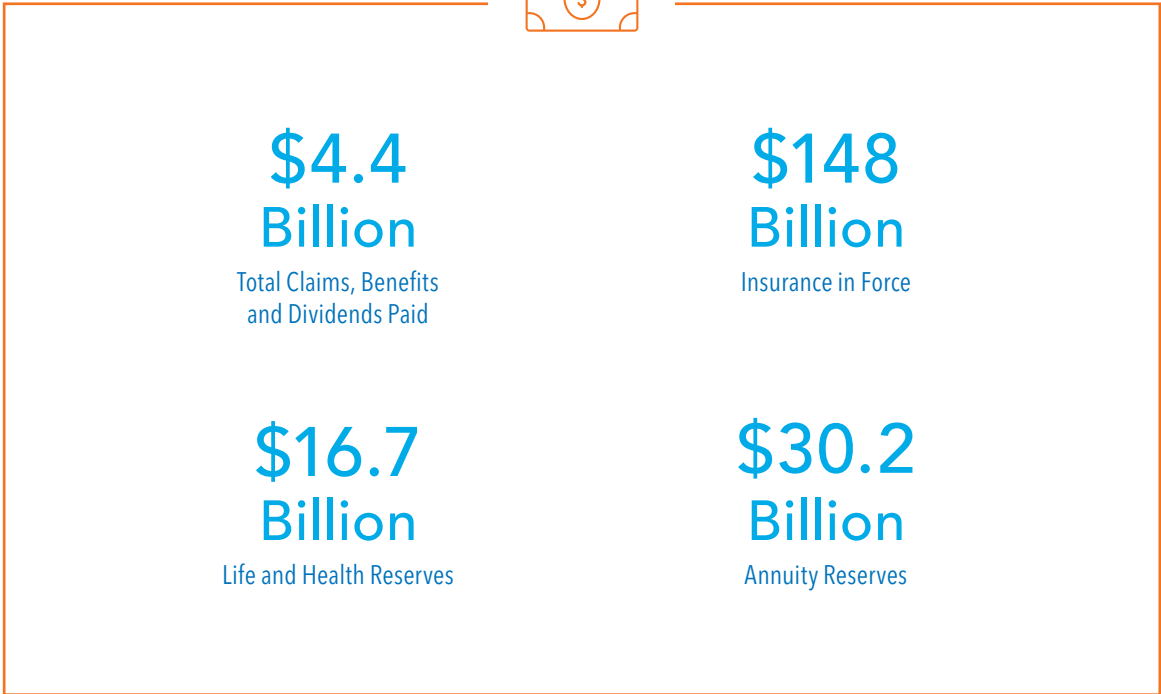 $
$4.4
Billion
Total Claims, Benefits
and Dividends Paid
$148
Billion
Insurance in Force
$16.7
Billion
Life and Health Reserves
$30.2
Billion
Annuity Reserves